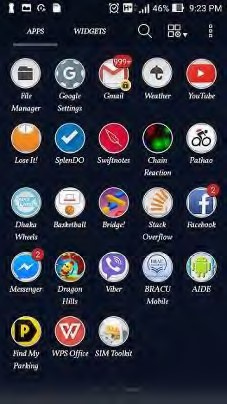 46% 9:23 PM
APPS WIDGETS
999+
File Manager
Google Settings
Gmail
Weather
YouTube
Lose It!
SplenDO
Swiftnotes
Chain Reaction
Pathao
2
Dhaka Wheels
Basketball
Bridge!
Stack Overflow
Facebook
2
Messenger
Dragon Hills
Viber
BRACU Mobile
AIDE
Find My Parking
WPS Office
SIM Toolkit